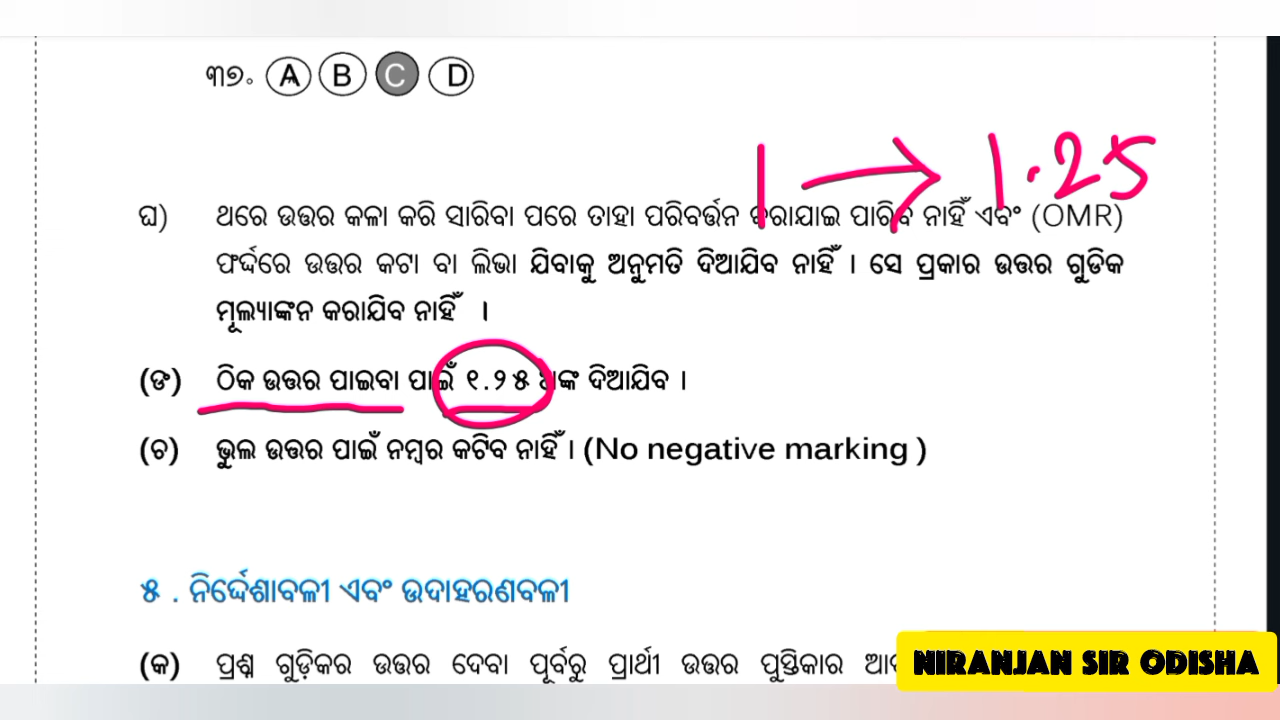 ୩୭॰ A B C D
1 → 1.25
ଘ) ଥରେ ଉତ୍ତର କଳା କରି ସାରିବା ପରେ ତାହା ପରିବର୍ତ୍ତନ କରାଯାଇ ପାରିବ ନାହିଁ ଏବଂ (OMR)
ଫର୍ଦ୍ଦରେ ଉତ୍ତର କଟା ବା ଲିଭା ଯିବାକୁ ଅନୁମତି ଦିଆଯିବ ନାହିଁ । ସେ ପ୍ରକାର ଉତ୍ତର ଗୁଡିକ
ମୂଲ୍ୟାଙ୍କନ କରାଯିବ ନାହିଁ ।
(ଙ) ଠିକ ଉତ୍ତର ପାଇବା ପାଇଁ ୧.୨୫ ଅଙ୍କ ଦିଆଯିବ ।
(ଚ) ଭୁଲ ଉତ୍ତର ପାଇଁ ନମ୍ବର କଟିବ ନାହିଁ । (No negative marking )
୫ . ନିର୍ଦ୍ଦେଶାବଳୀ ଏବଂ ଉଦାହରଣବଳୀ
(କ) ପ୍ରଶ୍ନ ଗୁଡ଼ିକର ଉତ୍ତର ଦେବା ପୂର୍ବରୁ ପ୍ରାର୍ଥୀ ଉତ୍ତର ପୁସ୍ତିକାର
NIRANJAN SIR ODISHA